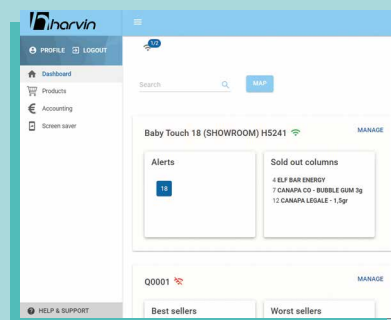 harvin
PROFILE LOGOUT
Dashboard
Products
Accounting
Screen saver
HELP & SUPPORT
1/2
Search
MAP
Baby Touch 18 (SHOWROOM) H5241
MANAGE
Alerts
18
Sold out columns
4 ELF BAR ENERGY
7 CANAPA CO - BUBBLE GUM 3g
12 CANAPA LEGALE - 1,5gr
Q0001
MANAGE
Best sellers
Worst sellers